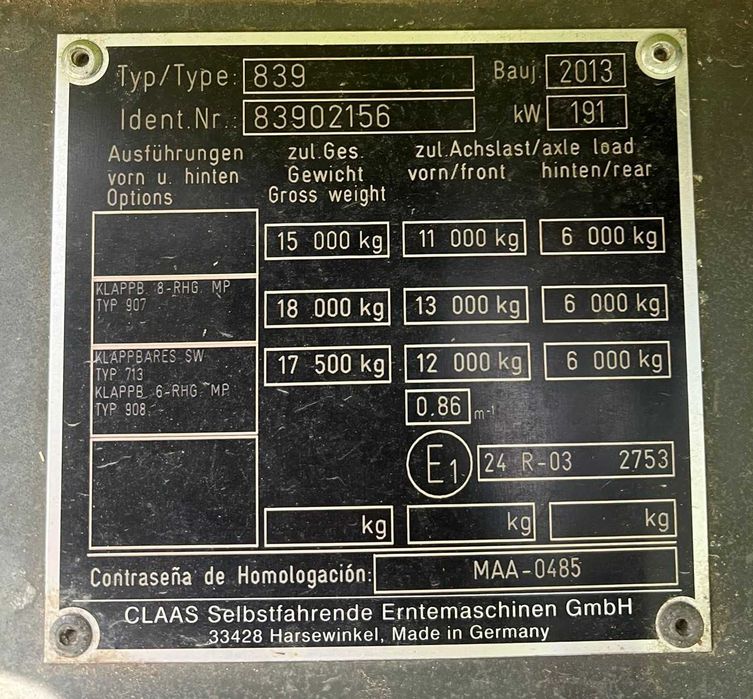 Typ/Type: 839 Bauj. 2013
Ident.Nr.: 83902156 kW 191
Ausführungen zul.Ges. zul.Achslast/axle load
vorn u. hinten Gewicht vorn/front hinten/rear
Options Gross weight
15 000 kg 11 000 kg 6 000 kg
KLAPPB. 8-RHG. MP
TYP 907
18 000 kg 13 000 kg 6 000 kg
KLAPPBARES SW
TYP 713
KLAPPB. 6-RHG. MP
TYP 908
17 500 kg 12 000 kg 6 000 kg
0.86 m-1
E1 24 R-03 2753
kg kg kg
Contraseña de Homologación: MAA-0485
CLAAS Selbstfahrende Erntemaschinen GmbH
33428 Harsewinkel, Made in Germany